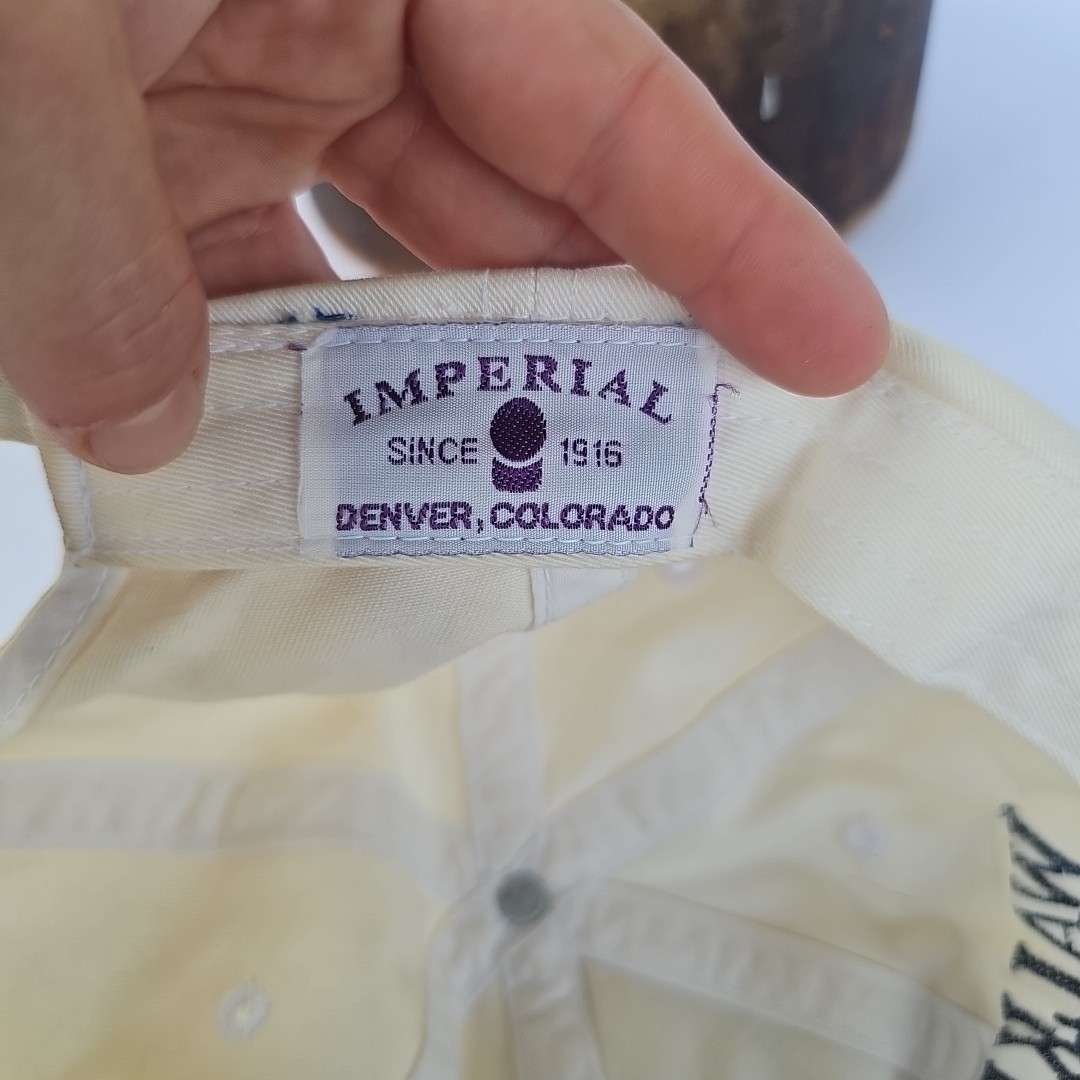 IMPERIAL
SINCE 1916
DENVER, COLORADO